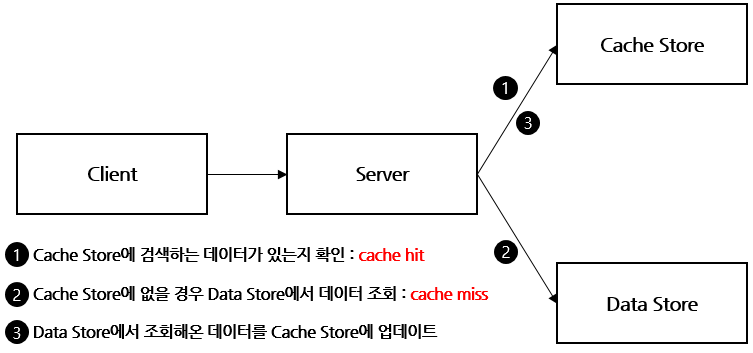 Cache Store
1
3
Client
Server
2
Data Store
1 Cache Store에 검색하는 데이터가 있는지 확인 : cache hit
2 Cache Store에 없을 경우 Data Store에서 데이터 조회 : cache miss
3 Data Store에서 조회해온 데이터를 Cache Store에 업데이트